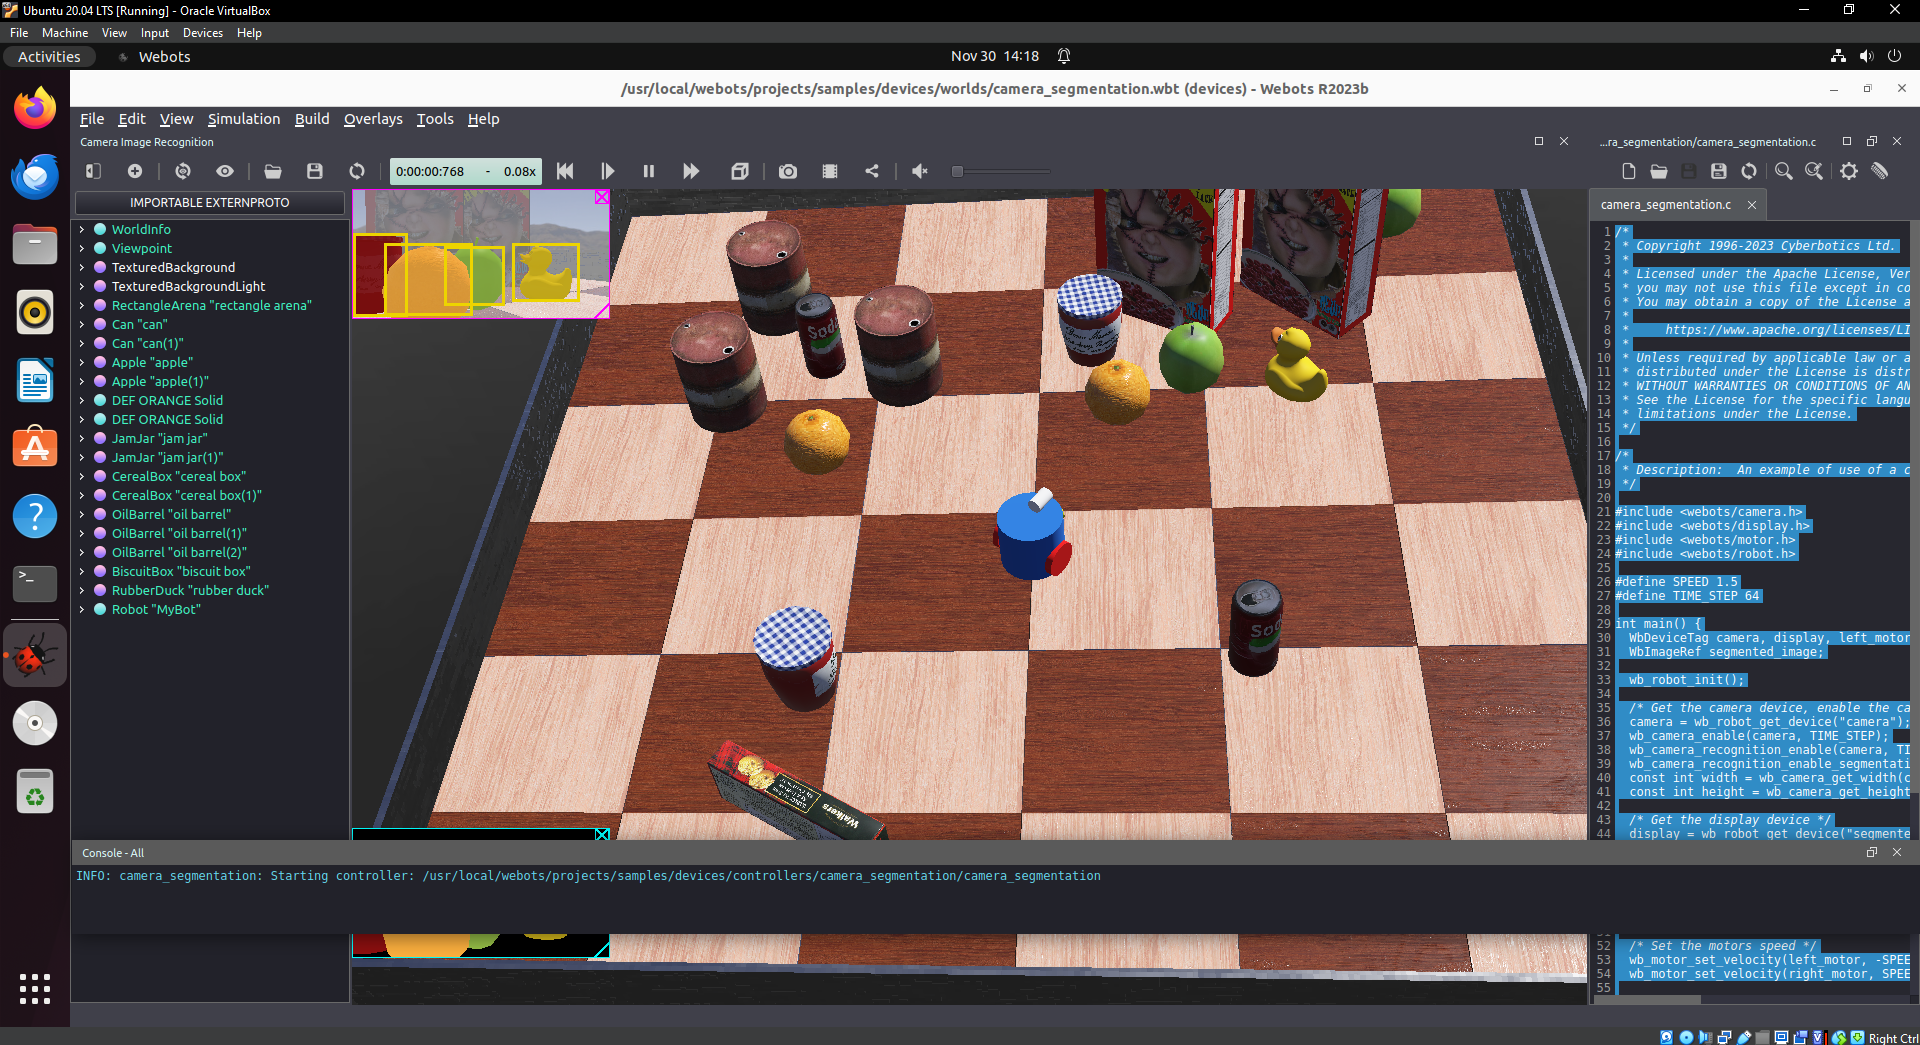 Ubuntu 20.04 LTS [Running] - Oracle VirtualBox
File Machine View Input Devices Help
Activities Webots Nov 30 14:18
/usr/local/webots/projects/samples/devices/worlds/camera_segmentation.wbt (devices) - Webots R2023b
File Edit View Simulation Build Overlays Tools Help
Camera Image Recognition
...ra_segmentation/camera_segmentation.c
0:00:00:768 - 0.08x
IMPORTABLE EXTERNPROTO
WorldInfo
Viewpoint
TexturedBackground
TexturedBackgroundLight
RectangleArena "rectangle arena"
Can "can"
Can "can(1)"
Apple "apple"
Apple "apple(1)"
DEF ORANGE Solid
DEF ORANGE Solid
JamJar "jam jar"
JamJar "jam jar(1)"
CerealBox "cereal box"
CerealBox "cereal box(1)"
OilBarrel "oil barrel"
OilBarrel "oil barrel(1)"
OilBarrel "oil barrel(2)"
BiscuitBox "biscuit box"
RubberDuck "rubber duck"
Robot "MyBot"
Soda
Sod
Walkers
camera_segmentation.c
1 /*
2 * Copyright 1996-2023 Cyberbotics Ltd.
3 *
4 * Licensed under the Apache License, Ver
5 * you may not use this file except in co
6 * You may obtain a copy of the License a
7 *
8 * https://www.apache.org/licenses/LI
9 *
10 * Unless required by applicable law or a
11 * distributed under the License is distr
12 * WITHOUT WARRANTIES OR CONDITIONS OF AN
13 * See the License for the specific langu
14 * limitations under the License.
15 */
16
17 /*
18 * Description: An example of use of a c
19 */
20
21 #include <webots/camera.h>
22 #include <webots/display.h>
23 #include <webots/motor.h>
24 #include <webots/robot.h>
25
26 #define SPEED 1.5
27 #define TIME_STEP 64
28
29 int main() {
30 WbDeviceTag camera, display, left_motor
31 WbImageRef segmented_image;
32
33 wb_robot_init();
34
35 /* Get the camera device, enable the ca
36 camera = wb_robot_get_device("camera");
37 wb_camera_enable(camera, TIME_STEP);
38 wb_camera_recognition_enable(camera, TI
39 wb_camera_recognition_enable_segmentati
40 const int width = wb_camera_get_width(c
41 const int height = wb_camera_get_height
42
43 /* Get the display device */
44 display = wb_robot_get_device("segmente
Console - All
INFO: camera_segmentation: Starting controller: /usr/local/webots/projects/samples/devices/controllers/camera_segmentation/camera_segmentation
52 /* Set the motors speed */
53 wb_motor_set_velocity(left_motor, -SPEE
54 wb_motor_set_velocity(right_motor, SPEE
55
Right Ctrl